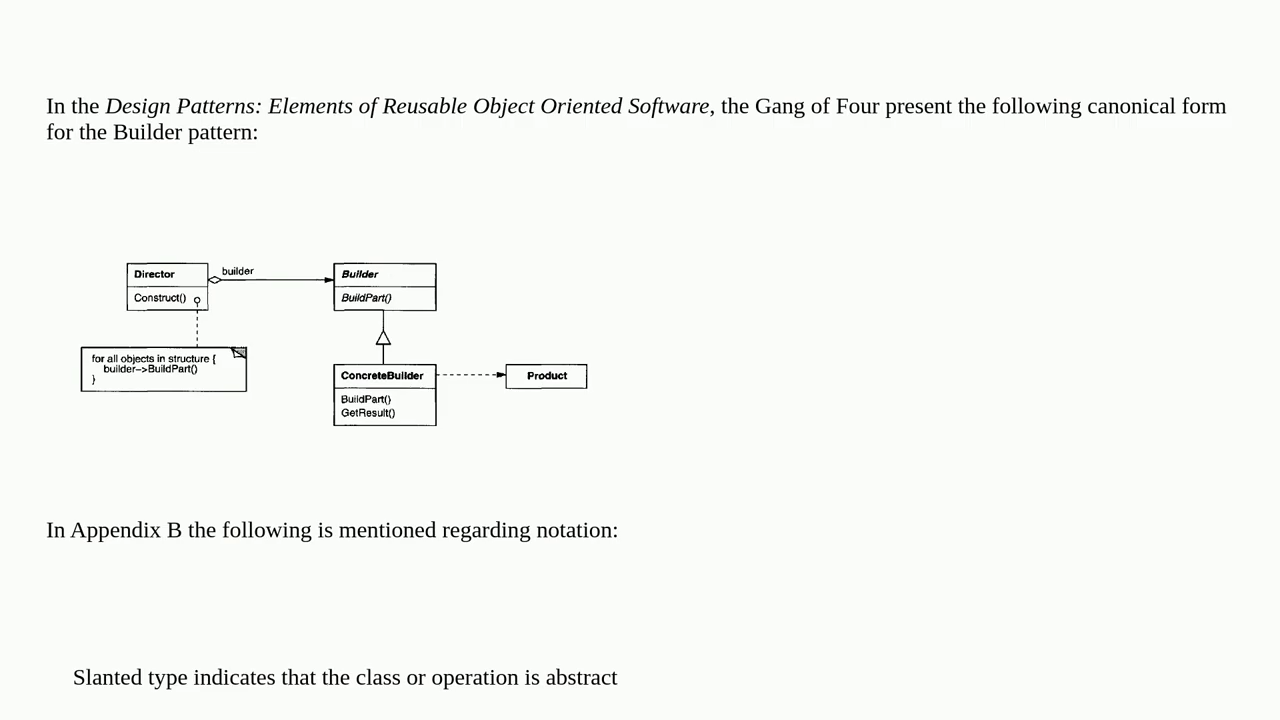 In the Design Patterns: Elements of Reusable Object Oriented Software, the Gang of Four present the following canonical form
for the Builder pattern:
Director
Construct()
builder
Builder
BuildPart()
for all objects in structure {
builder->BuildPart()
}
ConcreteBuilder
BuildPart()
GetResult()
Product
In Appendix B the following is mentioned regarding notation:
Slanted type indicates that the class or operation is abstract